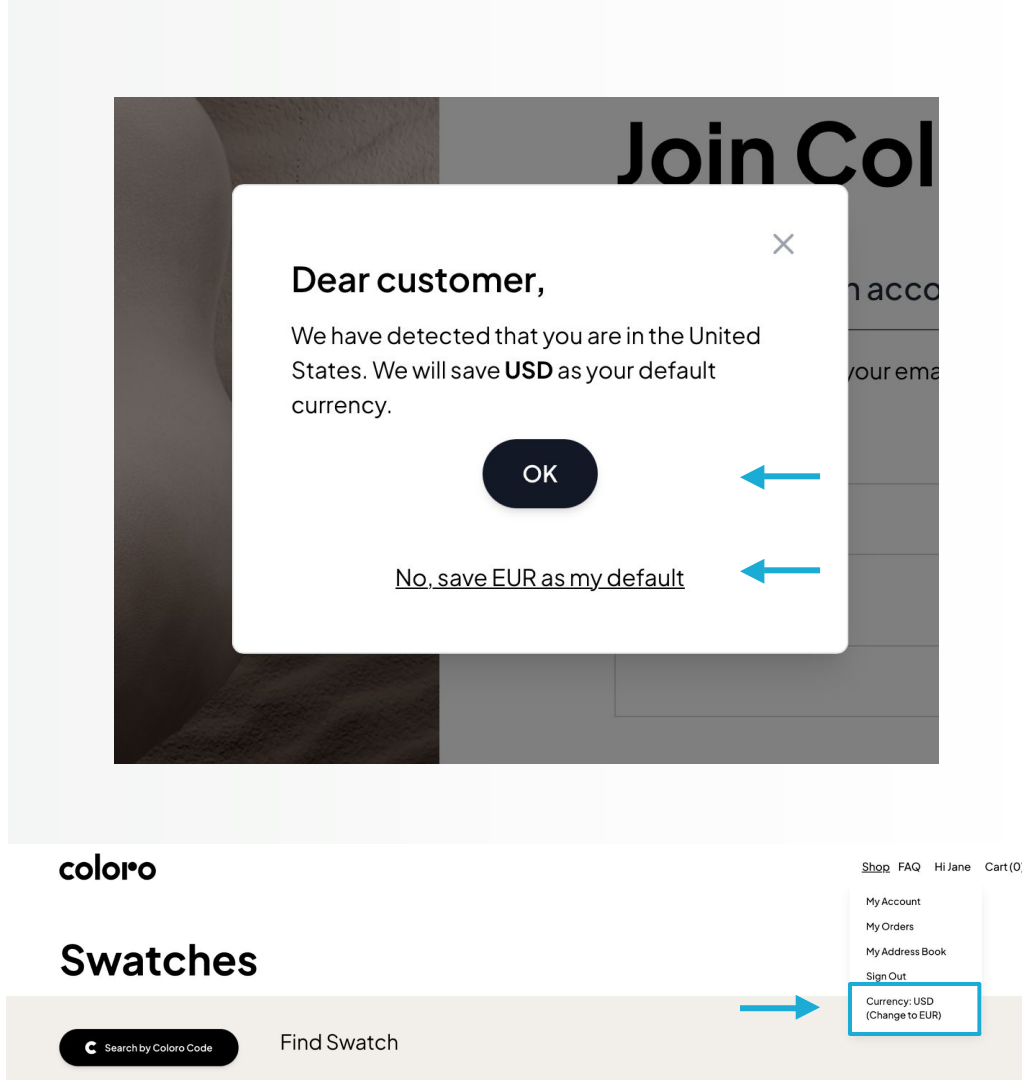 Join Col
Dear customer,
n acco
We have detected that you are in the United
States. We will save USD as your default
currency.
your ema
OK
No, save EUR as my default
coloro
Shop FAQ Hi Jane Cart (0)
My Account
My Orders
My Address Book
Sign Out
Currency: USD
(Change to EUR)
Swatches
Search by Coloro Code
Find Swatch